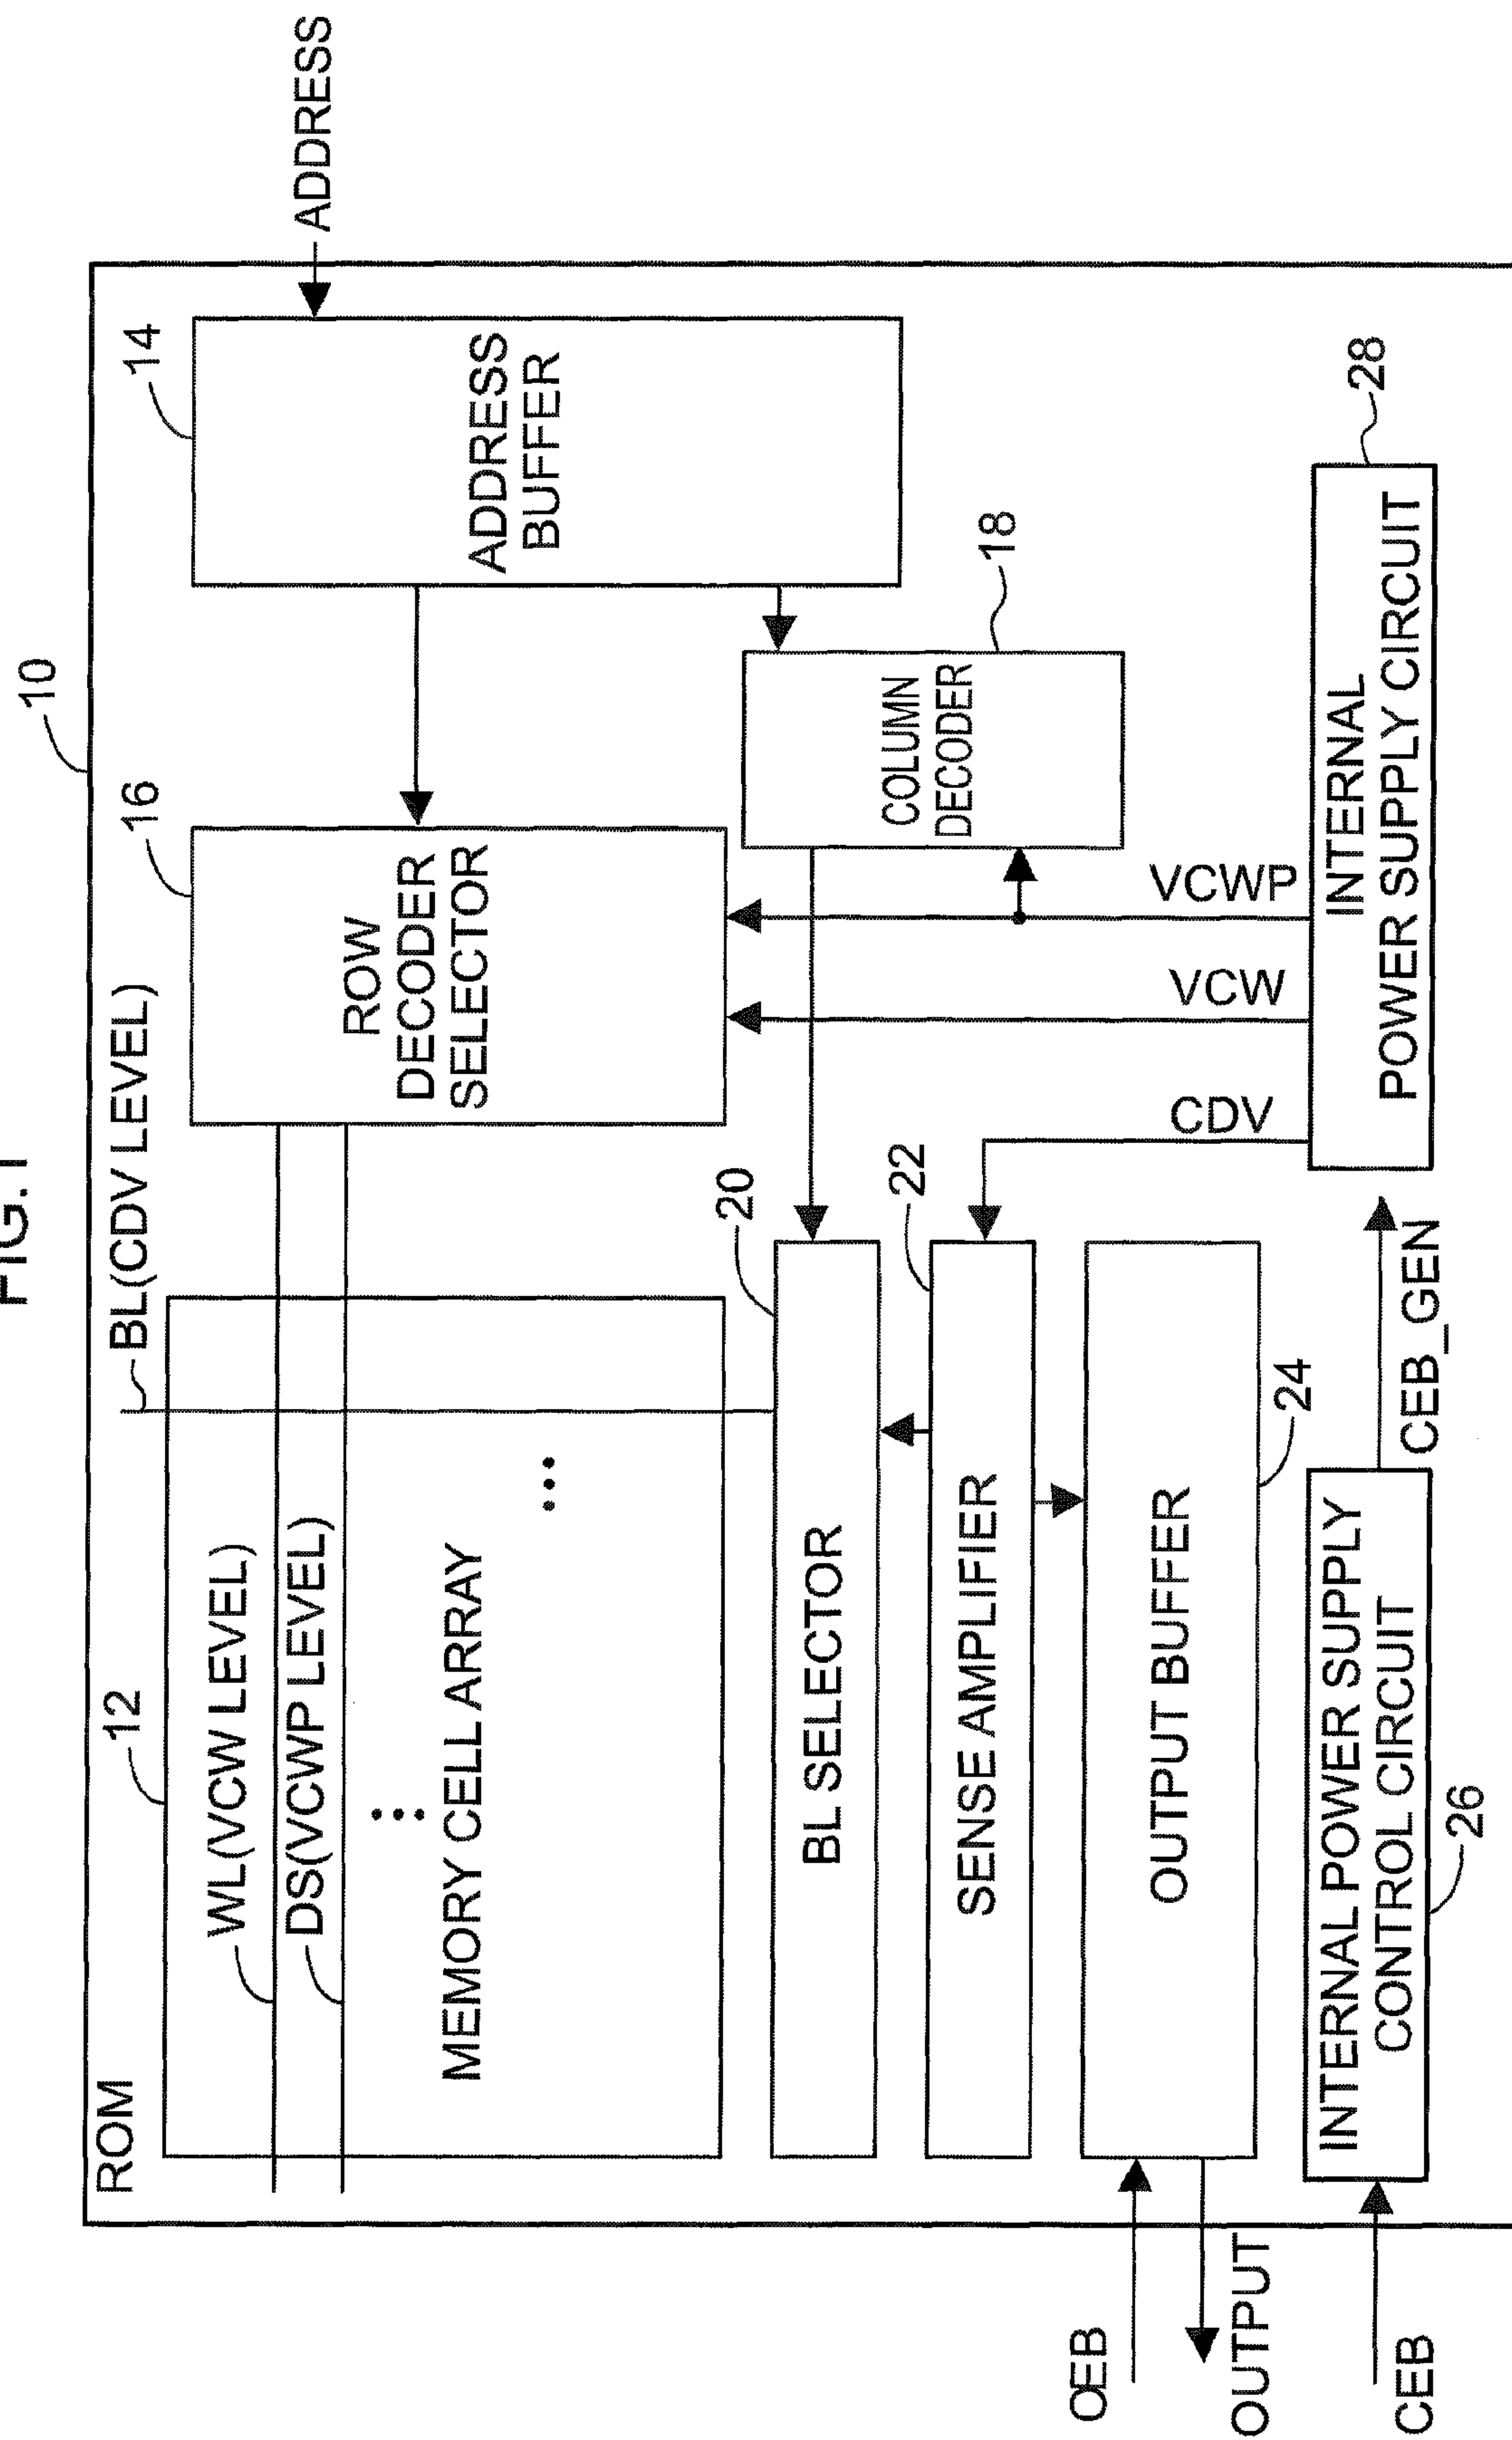 FIG.1
10
ROM
12
BL(CDV LEVEL)
16
14
ADDRESS
WL(VCW LEVEL)
DS(VCWP LEVEL)
MEMORY CELL ARRAY
ROW
DECODER
SELECTOR
ADDRESS
BUFFER
20
BL SELECTOR
COLUMN
DECODER
18
22
SENSE AMPLIFIER
OUTPUT BUFFER
24
CDV
VCW
VCWP
OEB
OUTPUT
CEB
INTERNAL POWER SUPPLY
CONTROL CIRCUIT
26
CEB_GEN
INTERNAL
POWER SUPPLY CIRCUIT
28